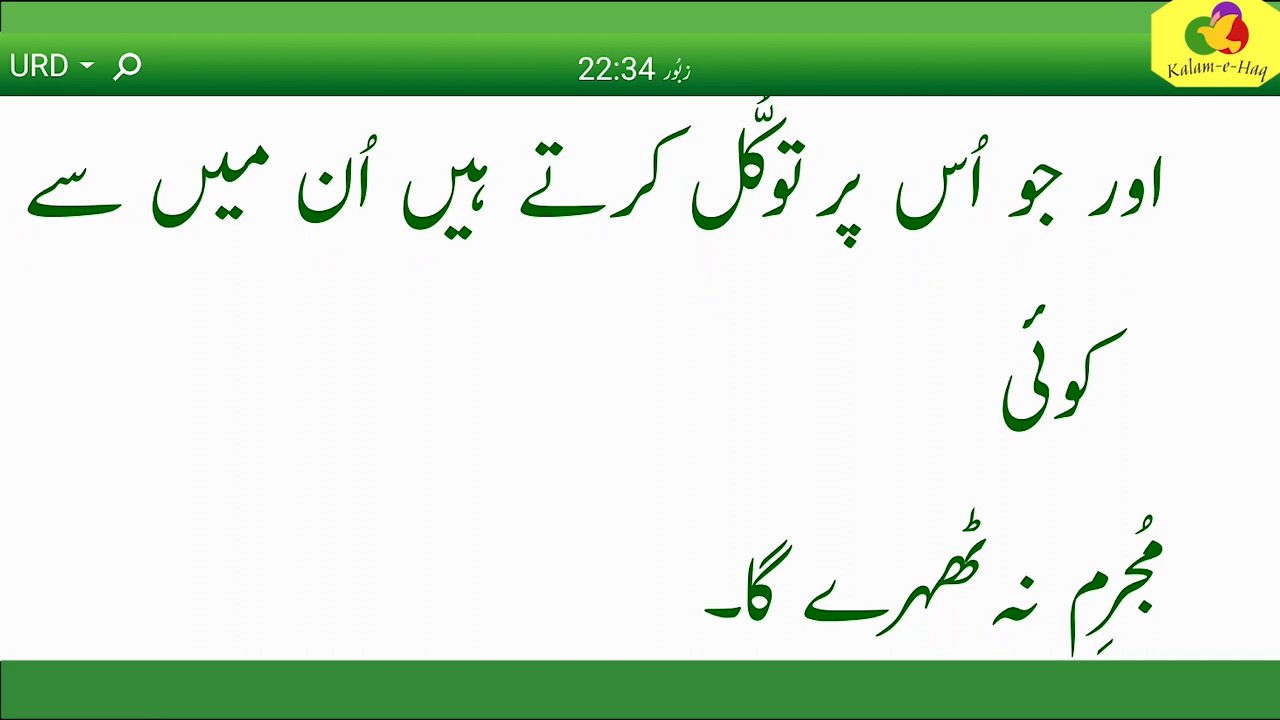 URD
زبُور 22:34
Kalam-e-Haq
اور جو اُس پر توکُّل کرتے ہیں اُن میں سے
کوئی
مُجرِم نہ ٹھہرے گا۔